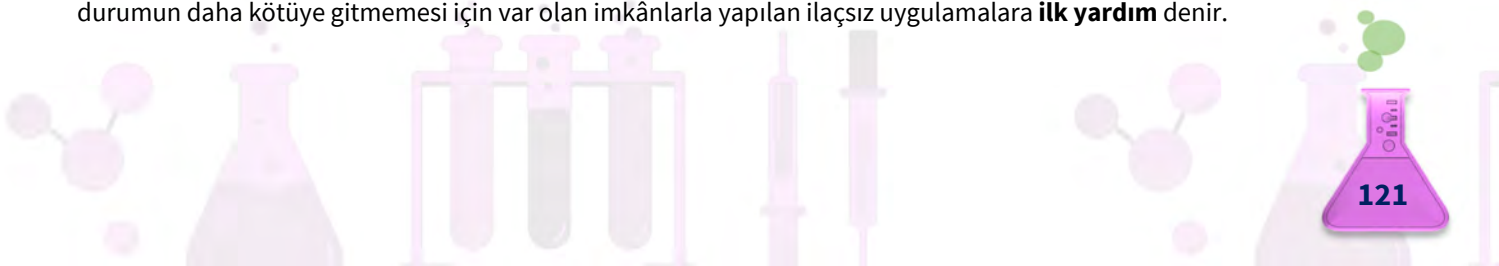 durumun daha kötüye gitmemesi için var olan imkânlarla yapılan ilaçsız uygulamalara ilk yardım denir.
121